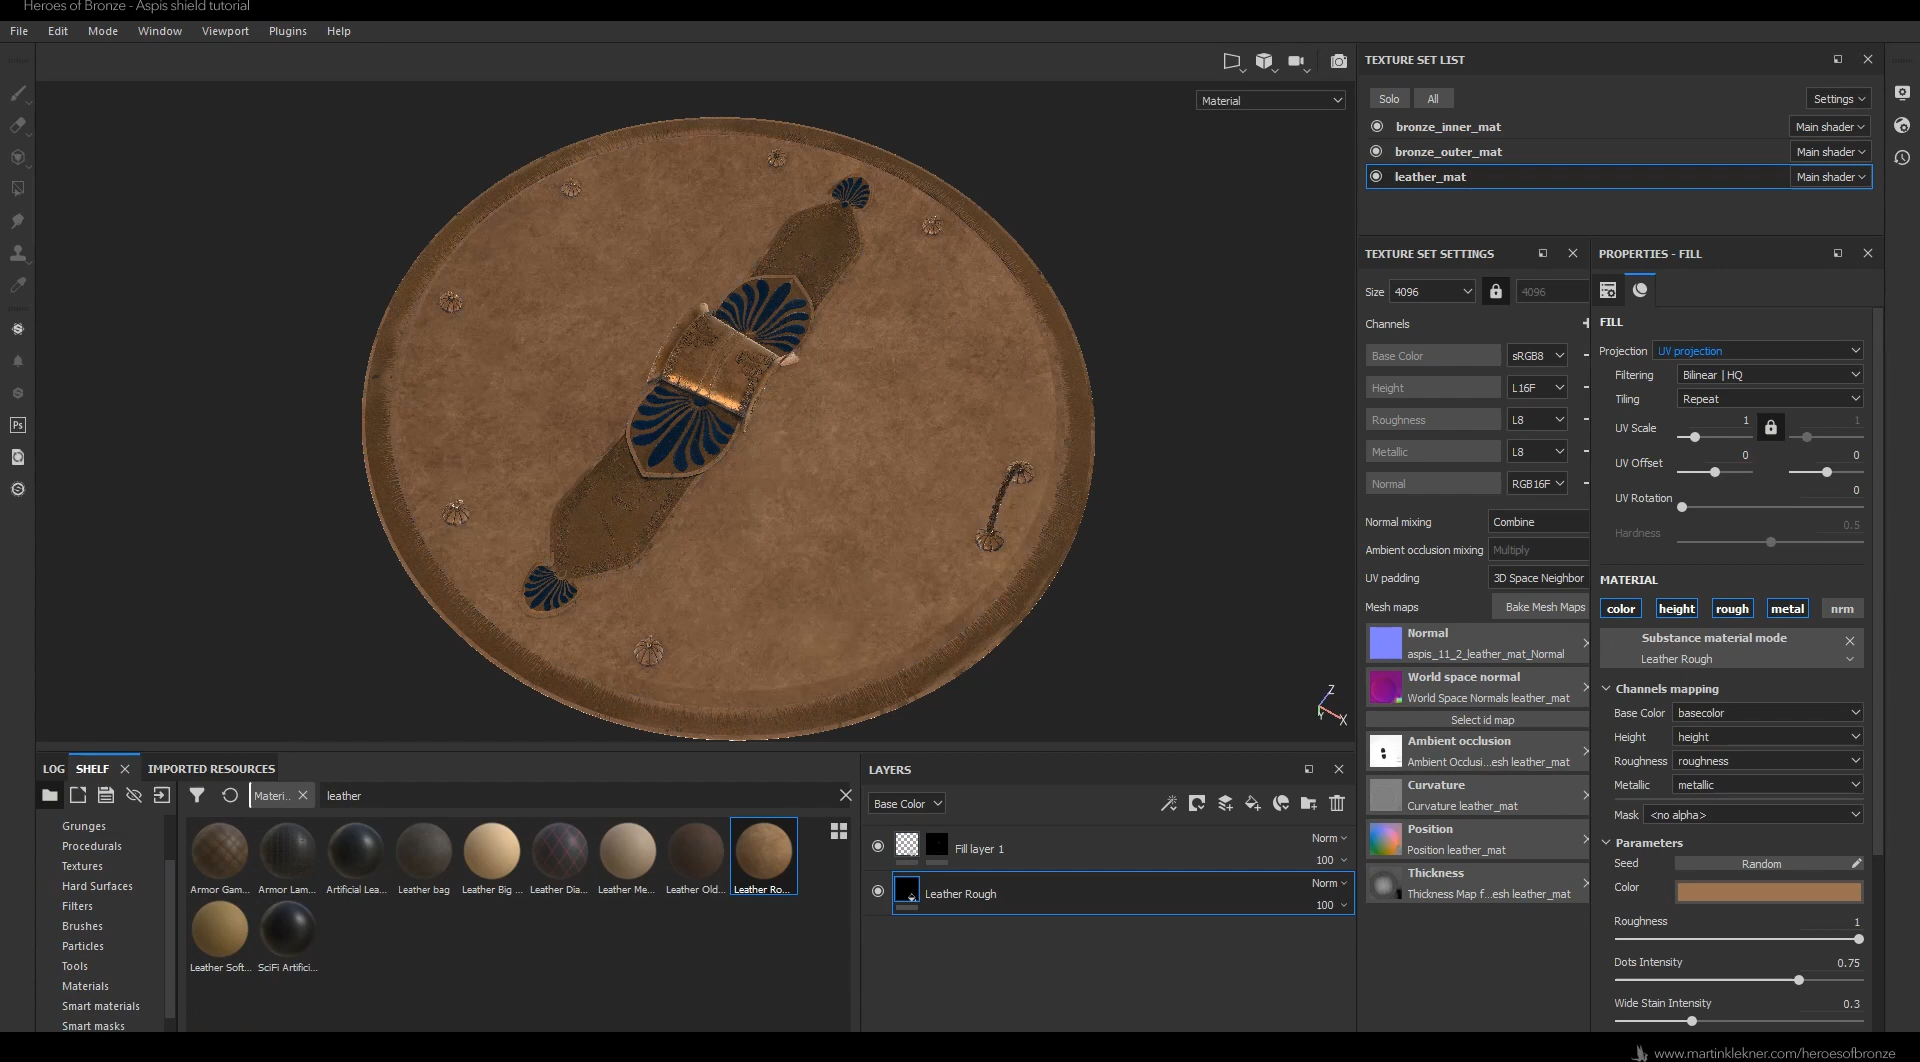 Heroes of Bronze - Aspis shield tutorial
File Edit Mode Window Viewport Plugins Help
Material
TEXTURE SET LIST
Solo All Settings
bronze_inner_mat Main shader
bronze_outer_mat Main shader
leather_mat Main shader
TEXTURE SET SETTINGS
Size 4096 4096
Channels
Base Color sRGB8
Height L16F
Roughness L8
Metallic L8
Normal RGB16F
Normal mixing Combine
Ambient occlusion mixing Multiply
UV padding 3D Space Neighbor
Mesh maps Bake Mesh Maps
Normal
aspis_11_2_leather_mat_Normal
World space normal
World Space Normals leather_mat
Select id map
Ambient occlusion
Ambient Occlusi...esh leather_mat
Curvature
Curvature leather_mat
Position
Position leather_mat
Thickness
Thickness Map f...esh leather_mat
PROPERTIES - FILL
FILL
Projection UV projection
Filtering Bilinear | HQ
Tiling Repeat
UV Scale 1 1
UV Offset 0 0
UV Rotation 0
Hardness 0.5
MATERIAL
color height rough metal nrm
Substance material mode
Leather Rough
Channels mapping
Base Color basecolor
Height height
Roughness roughness
Metallic metallic
Mask <no alpha>
Parameters
Seed Random
Color
Roughness 1
Dots Intensity 0.75
Wide Stain Intensity 0.3
Z
Y X
LOG SHELF IMPORTED RESOURCES
Materi... leather
Grunges
Procedurals
Textures
Hard Surfaces
Filters
Brushes
Particles
Tools
Materials
Smart materials
Smart masks
Armor Gam... Armor Lam... Artificial Lea... Leather bag Leather Big ... Leather Dia... Leather Me... Leather Old... Leather Ro...
Leather Soft... SciFi Artifici...
LAYERS
Base Color
Fill layer 1 Norm
100
Leather Rough Norm
100
Ps
www.martinklekner.com/heroesofbronze